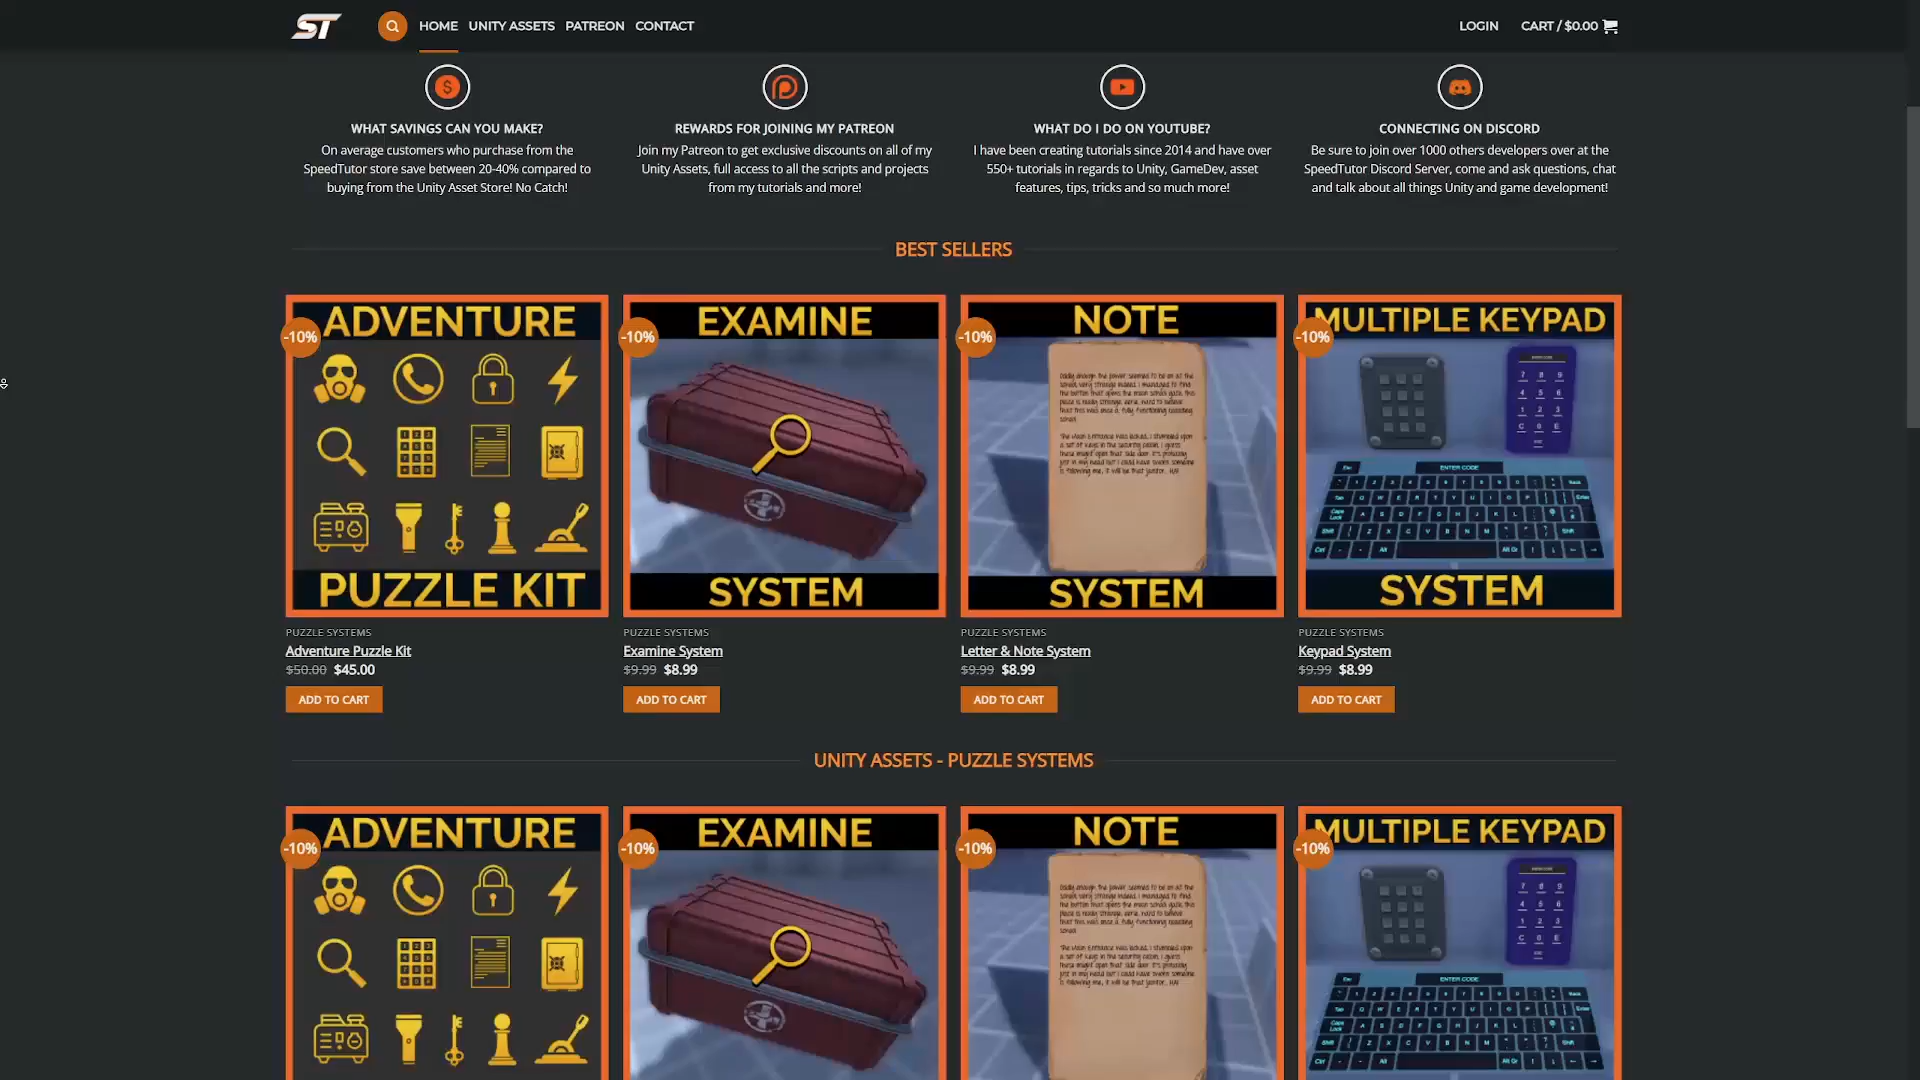 ST
HOME
UNITY ASSETS
PATREON
CONTACT
LOGIN
CART / $0.00
WHAT SAVINGS CAN YOU MAKE?
On average customers who purchase from the
SpeedTutor store save between 20-40% compared to
buying from the Unity Asset Store! No Catch!
REWARDS FOR JOINING MY PATREON
Join my Patreon to get exclusive discounts on all of my
Unity Assets, full access to all the scripts and projects
from my tutorials and more!
WHAT DO I DO ON YOUTUBE?
I have been creating tutorials since 2014 and have over
550+ tutorials in regards to Unity, GameDev, asset
features, tips, tricks and so much more!
CONNECTING ON DISCORD
Be sure to join over 1000 others developers over at the
SpeedTutor Discord Server, come and ask questions, chat
and talk about all things Unity and game development!
BEST SELLERS
-10%
ADVENTURE
PUZZLE KIT
PUZZLE SYSTEMS
Adventure Puzzle Kit
$50.00 $45.00
ADD TO CART
-10%
EXAMINE
SYSTEM
PUZZLE SYSTEMS
Examine System
$9.99 $8.99
ADD TO CART
-10%
NOTE
SYSTEM
PUZZLE SYSTEMS
Letter & Note System
$9.99 $8.99
ADD TO CART
-10%
MULTIPLE KEYPAD
ENTER CODE
SYSTEM
PUZZLE SYSTEMS
Keypad System
$9.99 $8.99
ADD TO CART
UNITY ASSETS - PUZZLE SYSTEMS
-10%
ADVENTURE
-10%
EXAMINE
-10%
NOTE
-10%
MULTIPLE KEYPAD
ENTER CODE